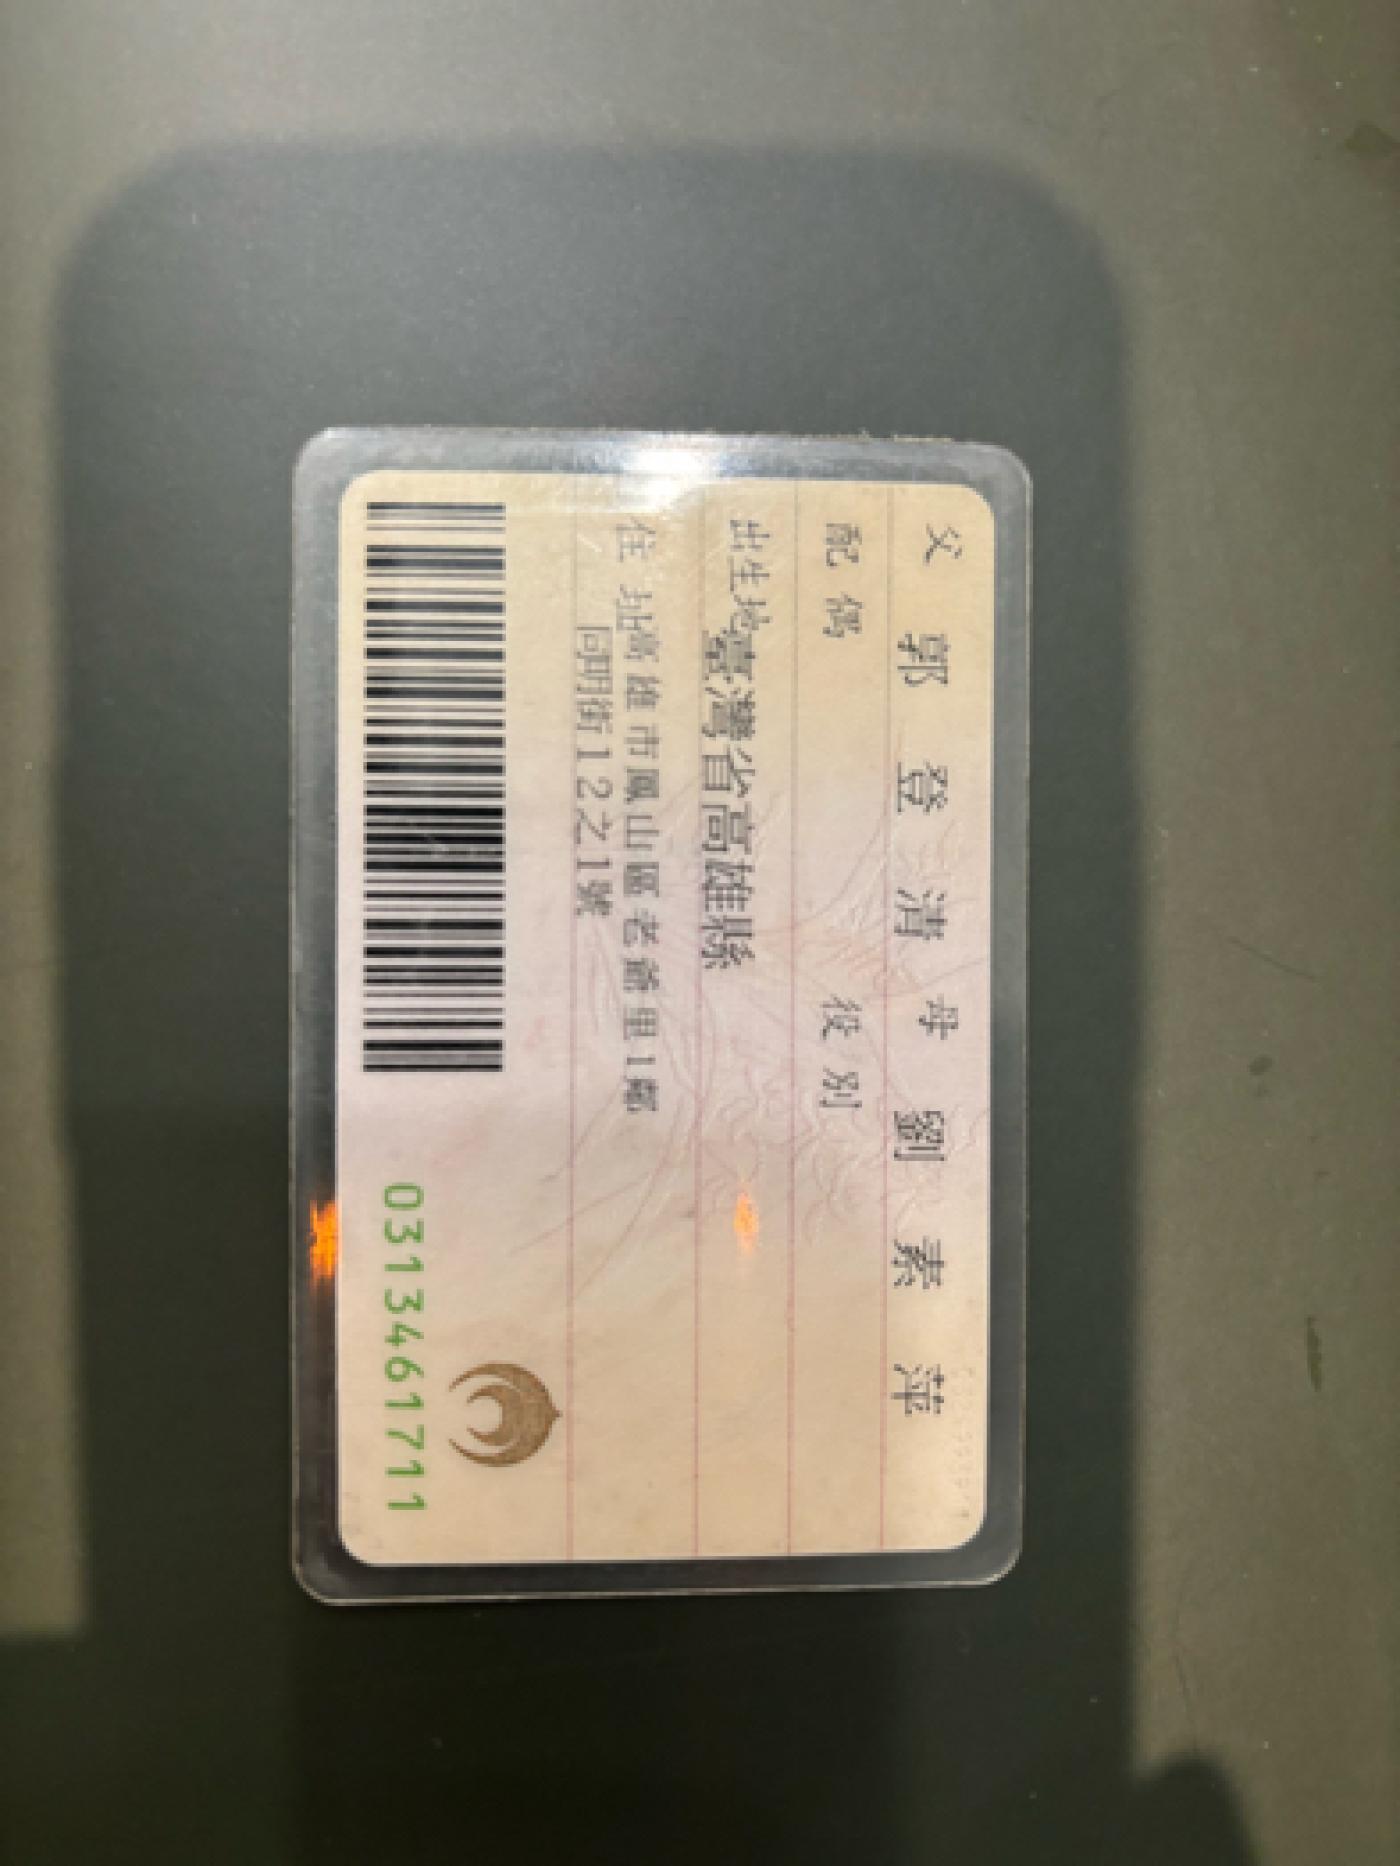 父 郭登清 母 劉素萍
配偶 役別
出生地 臺灣省高雄縣
住址 高雄市鳳山區老爺里1鄰
同明街12之1號
0313461711